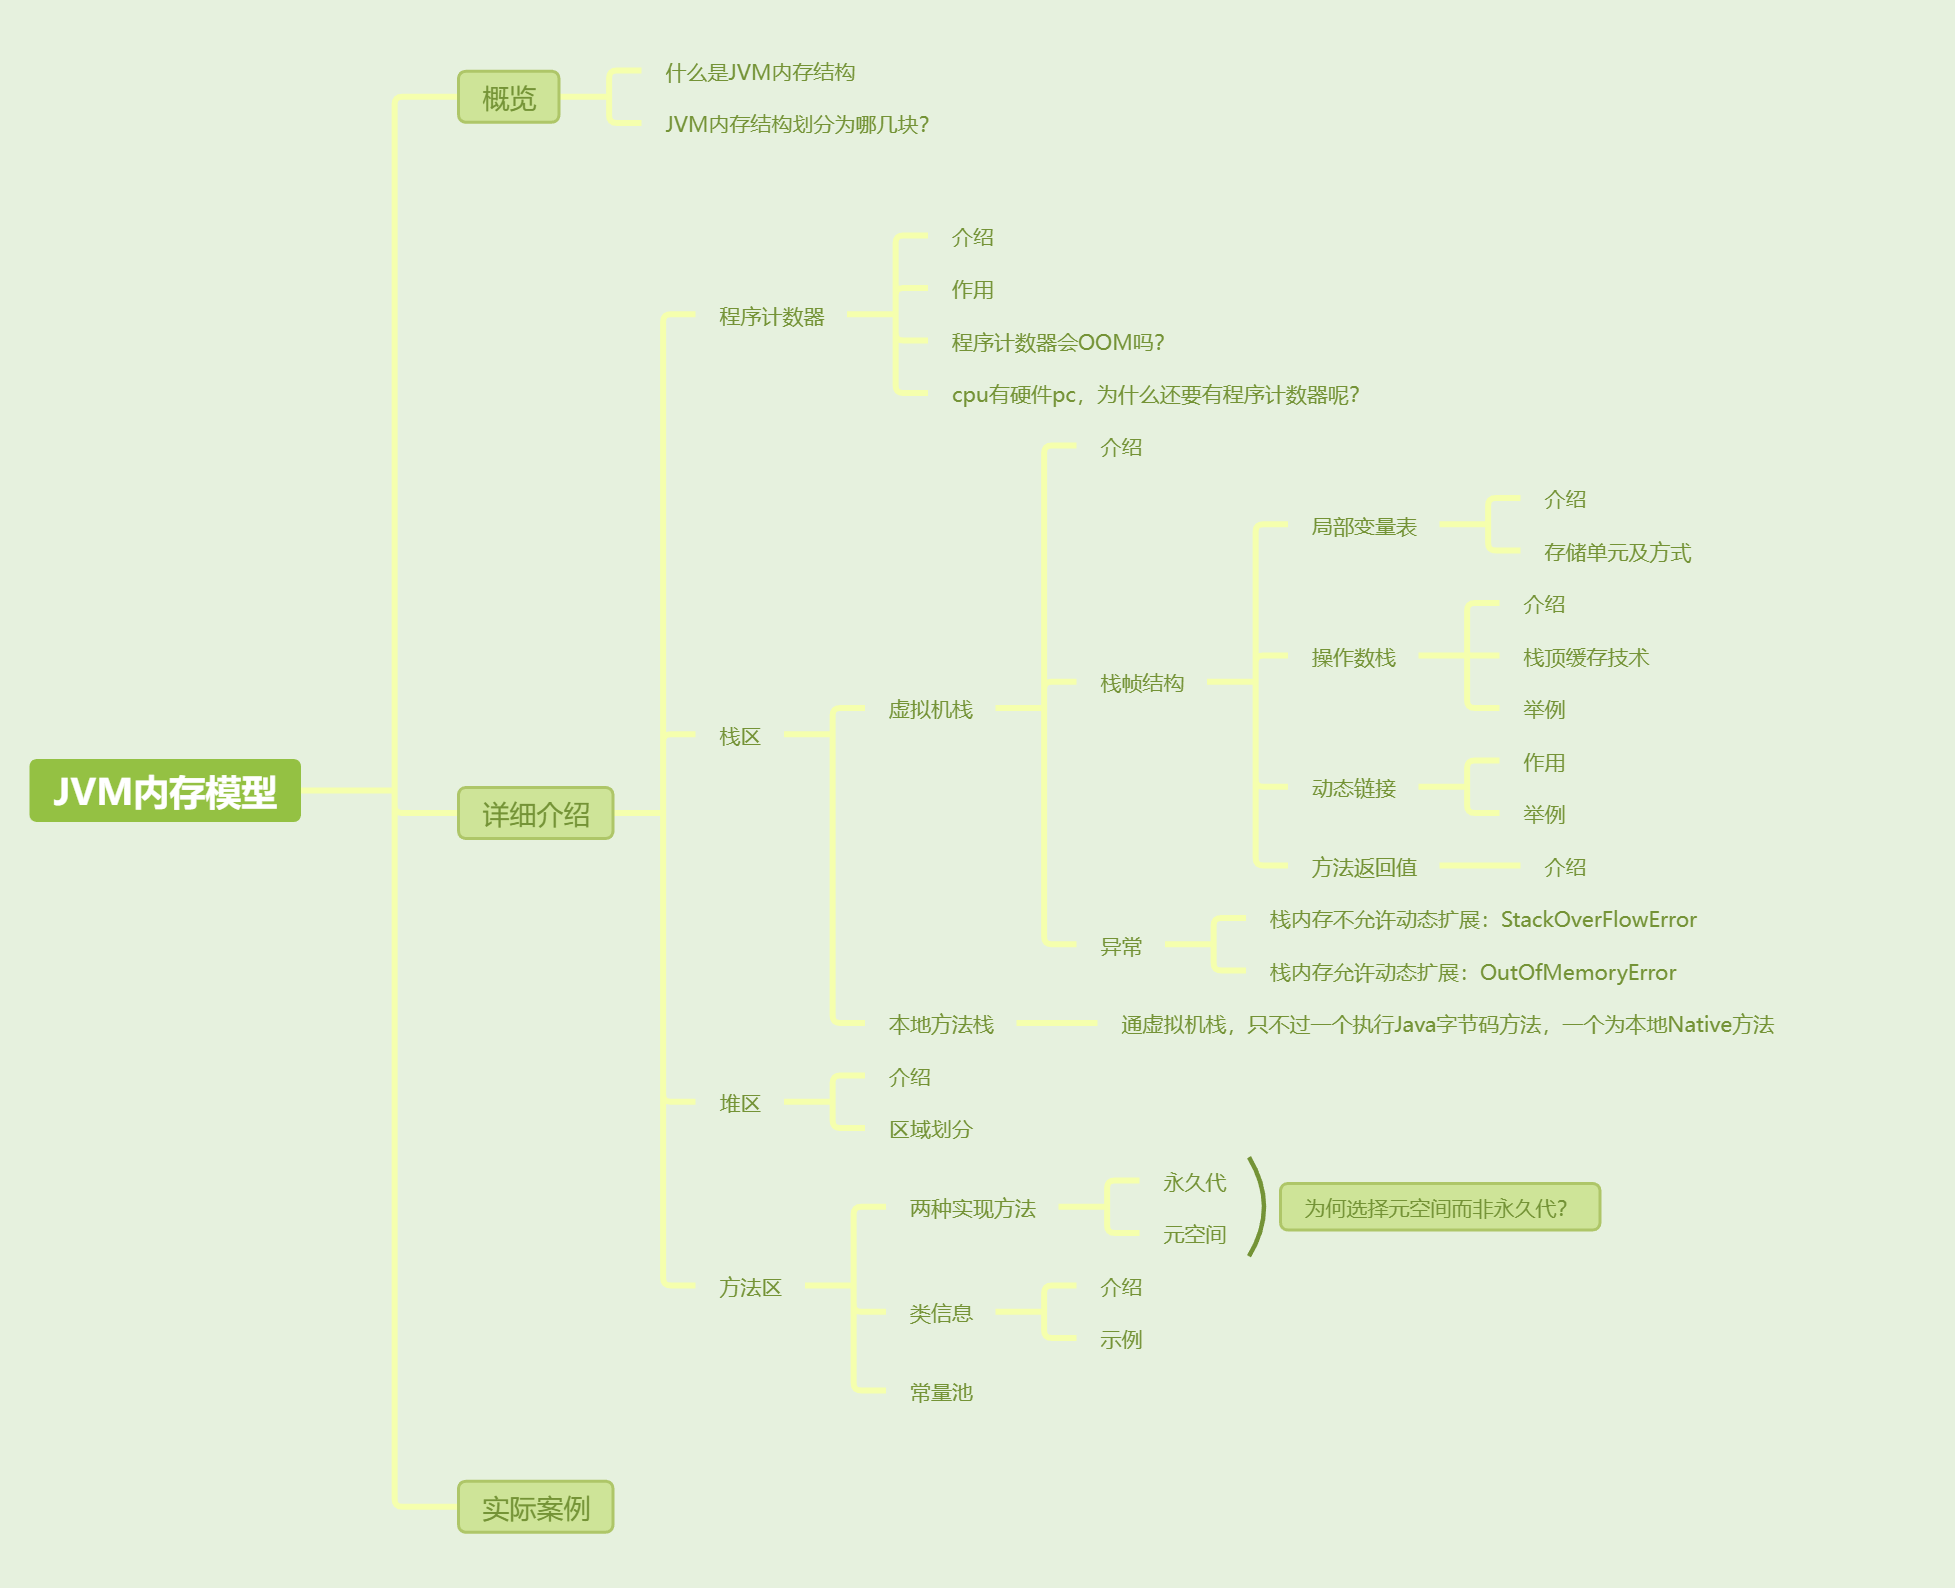 JVM内存模型
概览
什么是JVM内存结构
JVM内存结构划分为哪几块？
详细介绍
程序计数器
介绍
作用
程序计数器会OOM吗？
cpu有硬件pc，为什么还要有程序计数器呢？
栈区
虚拟机栈
介绍
栈帧结构
局部变量表
介绍
存储单元及方式
操作数栈
介绍
栈顶缓存技术
举例
动态链接
作用
举例
方法返回值
介绍
异常
栈内存不允许动态扩展：StackOverFlowError
栈内存允许动态扩展：OutOfMemoryError
本地方法栈
通虚拟机栈，只不过一个执行Java字节码方法，一个为本地Native方法
堆区
介绍
区域划分
方法区
两种实现方法
永久代
元空间
为何选择元空间而非永久代？
类信息
介绍
示例
常量池
实际案例